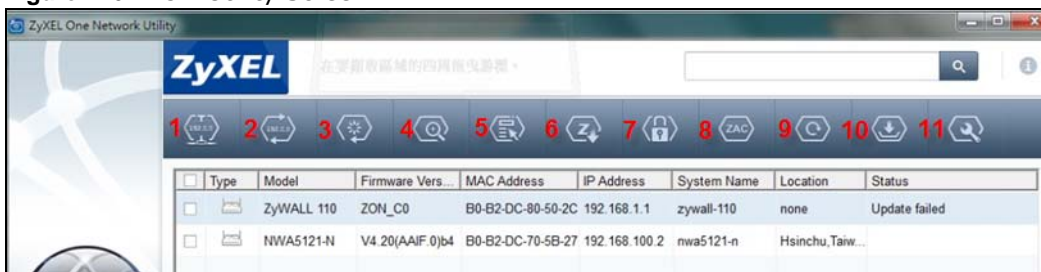 ZyXEL One Network Utility
ZyXEL
1 2 3 4 5 6 7 8 ZAC 9 10 11
Type Model Firmware Vers... MAC Address IP Address System Name Location Status
ZyWALL 110 ZON_C0 B0-B2-DC-80-50-2C 192.168.1.1 zywall-110 none Update failed
NWA5121-N V4.20(AAIF.0)b4 B0-B2-DC-70-5B-27 192.168.100.2 nwa5121-n Hsinchu,Taiw...